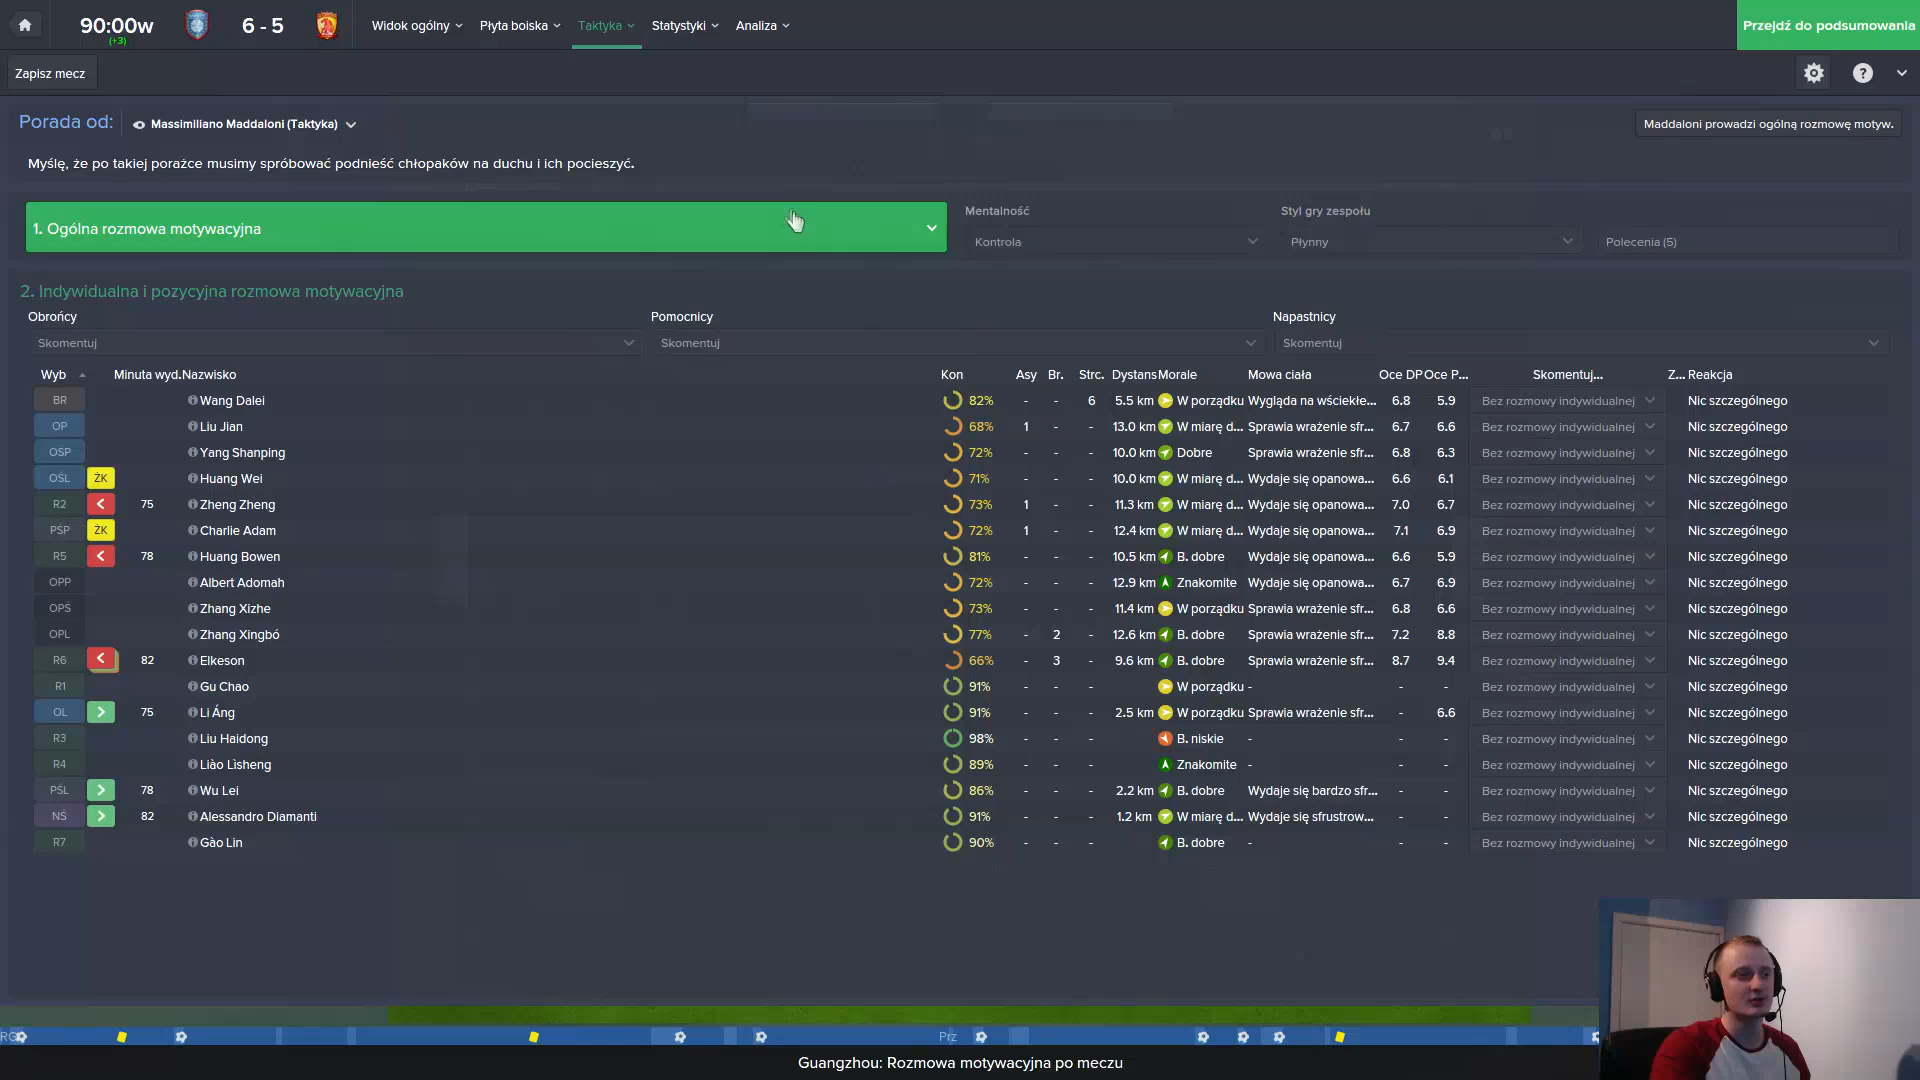 90:00w
(+3)
6 - 5
Widok ogólny
Płyta boiska
Taktyka
Statystyki
Analiza
Przejdź do podsumowania
Zapisz mecz
?
Porada od:
Massimiliano Maddaloni (Taktyka)
Maddaloni prowadzi ogólną rozmowę motyw.
Myślę, że po takiej porażce musimy spróbować podnieść chłopaków na duchu i ich pocieszyć.
1. Ogólna rozmowa motywacyjna
Mentalność
Styl gry zespołu
Kontrola
Płynny
Polecenia (5)
2. Indywidualna i pozycyjna rozmowa motywacyjna
Obrońcy
Pomocnicy
Napastnicy
Skomentuj
Skomentuj
Skomentuj
Wyb Minuta wyd. Nazwisko Kon Asy Br. Strc. Dystans Morale Mowa ciała Oce DP Oce P... Skomentuj... Z... Reakcja
BR Wang Dalei 82% - - 6 5.5 km W porządku Wygląda na wściekłe... 6.8 5.9 Bez rozmowy indywidualnej Nic szczególnego
OP Liu Jian 68% 1 - - 13.0 km W miarę d... Sprawia wrażenie sfr... 6.7 6.6 Bez rozmowy indywidualnej Nic szczególnego
OŚP Yang Shanping 72% - - - 10.0 km Dobre Sprawia wrażenie sfr... 6.8 6.3 Bez rozmowy indywidualnej Nic szczególnego
OŚL ŻK Huang Wei 71% - - - 10.0 km W miarę d... Wydaje się opanowa... 6.6 6.1 Bez rozmowy indywidualnej Nic szczególnego
R2 75 Zheng Zheng 73% 1 - - 11.3 km W miarę d... Wydaje się opanowa... 7.0 6.7 Bez rozmowy indywidualnej Nic szczególnego
PŚP ŻK Charlie Adam 72% 1 - - 12.4 km W miarę d... Wydaje się opanowa... 7.1 6.9 Bez rozmowy indywidualnej Nic szczególnego
R5 78 Huang Bowen 81% - - - 10.5 km B. dobre Wydaje się opanowa... 6.6 5.9 Bez rozmowy indywidualnej Nic szczególnego
OPP Albert Adomah 72% - - - 12.9 km Znakomite Wydaje się opanowa... 6.7 6.9 Bez rozmowy indywidualnej Nic szczególnego
OPŚ Zhang Xizhe 73% - - - 11.4 km W porządku Sprawia wrażenie sfr... 6.8 6.6 Bez rozmowy indywidualnej Nic szczególnego
OPL Zhang Xingbó 77% - 2 - 12.6 km B. dobre Sprawia wrażenie sfr... 7.2 8.8 Bez rozmowy indywidualnej Nic szczególnego
R6 82 Elkeson 66% - 3 - 9.6 km B. dobre Sprawia wrażenie sfr... 8.7 9.4 Bez rozmowy indywidualnej Nic szczególnego
R1 Gu Chao 91% - - - W porządku - - - Bez rozmowy indywidualnej Nic szczególnego
OL 75 Li Áng 91% - - - 2.5 km W porządku Sprawia wrażenie sfr... - 6.6 Bez rozmowy indywidualnej Nic szczególnego
R3 Liu Haidong 98% - - - B. niskie - - - Bez rozmowy indywidualnej Nic szczególnego
R4 Liào Lìsheng 89% - - - Znakomite - - - Bez rozmowy indywidualnej Nic szczególnego
PŚL 78 Wu Lei 86% - - - 2.2 km B. dobre Wydaje się bardzo sfr... - - Bez rozmowy indywidualnej Nic szczególnego
NŚ 82 Alessandro Diamanti 91% - - - 1.2 km W miarę d... Wydaje się sfrustrow... - - Bez rozmowy indywidualnej Nic szczególnego
R7 Gào Lin 90% - - - B. dobre - - - Bez rozmowy indywidualnej Nic szczególnego
Prz
Guangzhou: Rozmowa motywacyjna po meczu